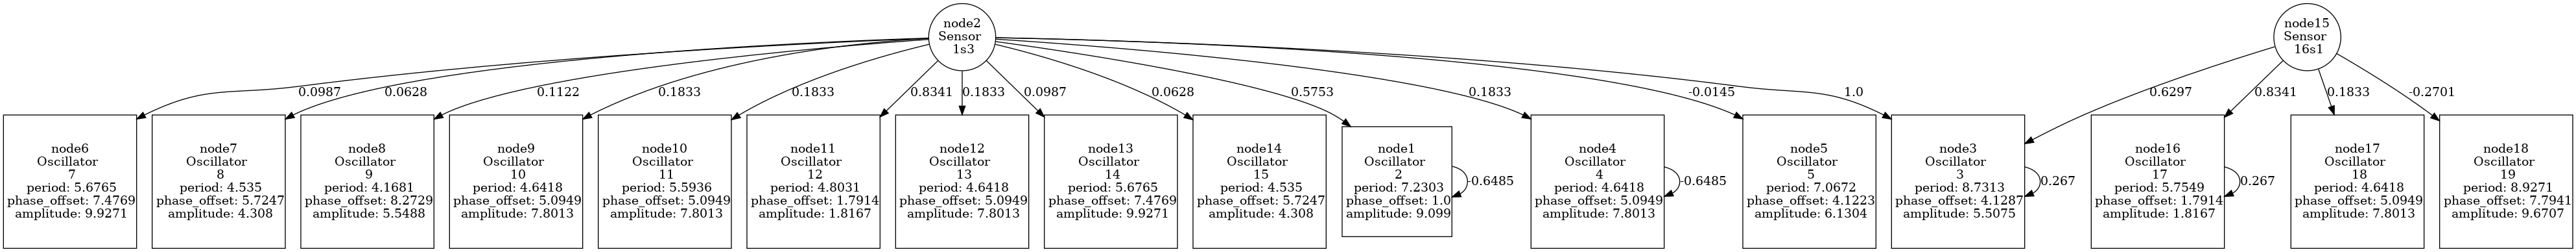 node2
Sensor
1s3
node15
Sensor
16s1
0.0987
0.0628
0.1122
0.1833
0.1833
0.8341
0.1833
0.0987
0.0628
0.5753
0.1833
-0.0145
1.0
0.6297
0.8341
0.1833
-0.2701
node6
Oscillator
7
period: 5.6765
phase_offset: 7.4769
amplitude: 9.9271
node7
Oscillator
8
period: 4.535
phase_offset: 5.7247
amplitude: 4.308
node8
Oscillator
9
period: 4.1681
phase_offset: 8.2729
amplitude: 5.5488
node9
Oscillator
10
period: 4.6418
phase_offset: 5.0949
amplitude: 7.8013
node10
Oscillator
11
period: 5.5936
phase_offset: 5.0949
amplitude: 7.8013
node11
Oscillator
12
period: 4.8031
phase_offset: 1.7914
amplitude: 1.8167
node12
Oscillator
13
period: 4.6418
phase_offset: 5.0949
amplitude: 7.8013
node13
Oscillator
14
period: 5.6765
phase_offset: 7.4769
amplitude: 9.9271
node14
Oscillator
15
period: 4.535
phase_offset: 5.7247
amplitude: 4.308
node1
Oscillator
2
period: 7.2303
phase_offset: 1.0
amplitude: 9.099
-0.6485
node4
Oscillator
4
period: 4.6418
phase_offset: 5.0949
amplitude: 7.8013
-0.6485
node5
Oscillator
5
period: 7.0672
phase_offset: 4.1223
amplitude: 6.1304
node3
Oscillator
3
period: 8.7313
phase_offset: 4.1287
amplitude: 5.5075
0.267
node16
Oscillator
17
period: 5.7549
phase_offset: 1.7914
amplitude: 1.8167
0.267
node17
Oscillator
18
period: 4.6418
phase_offset: 5.0949
amplitude: 7.8013
node18
Oscillator
19
period: 8.9271
phase_offset: 7.7941
amplitude: 9.6707